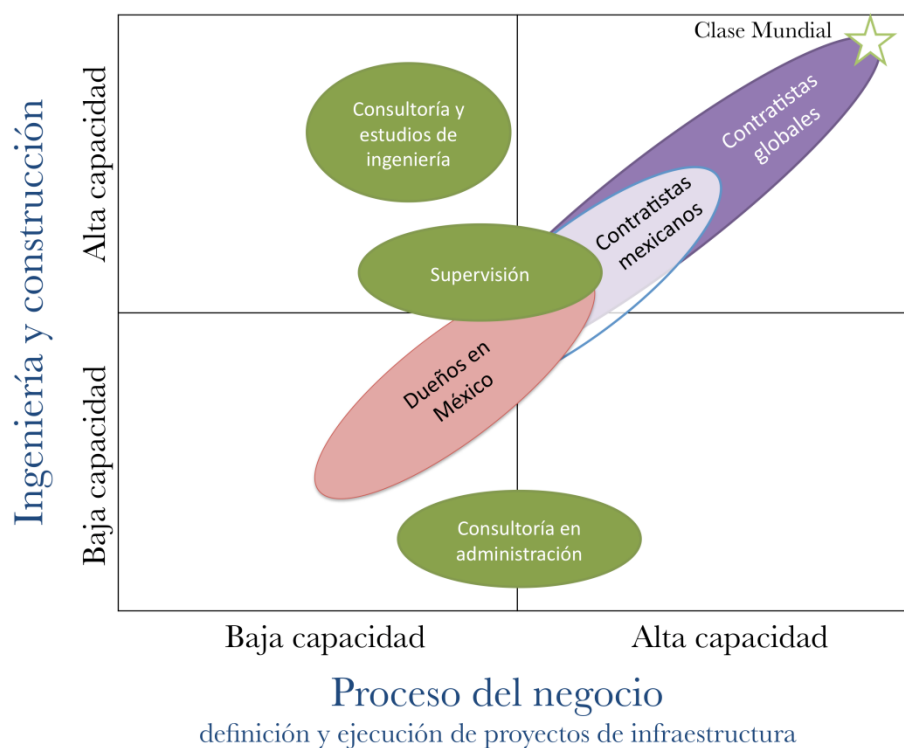 Clase Mundial
Ingeniería y construcción
Alta capacidad
Baja capacidad
Consultoría y
estudios de
ingeniería
Contratistas
globales
Contratistas
mexicanos
Supervisión
Dueños en
México
Consultoría en
administración
Baja capacidad
Alta capacidad
Proceso del negocio
definición y ejecución de proyectos de infraestructura